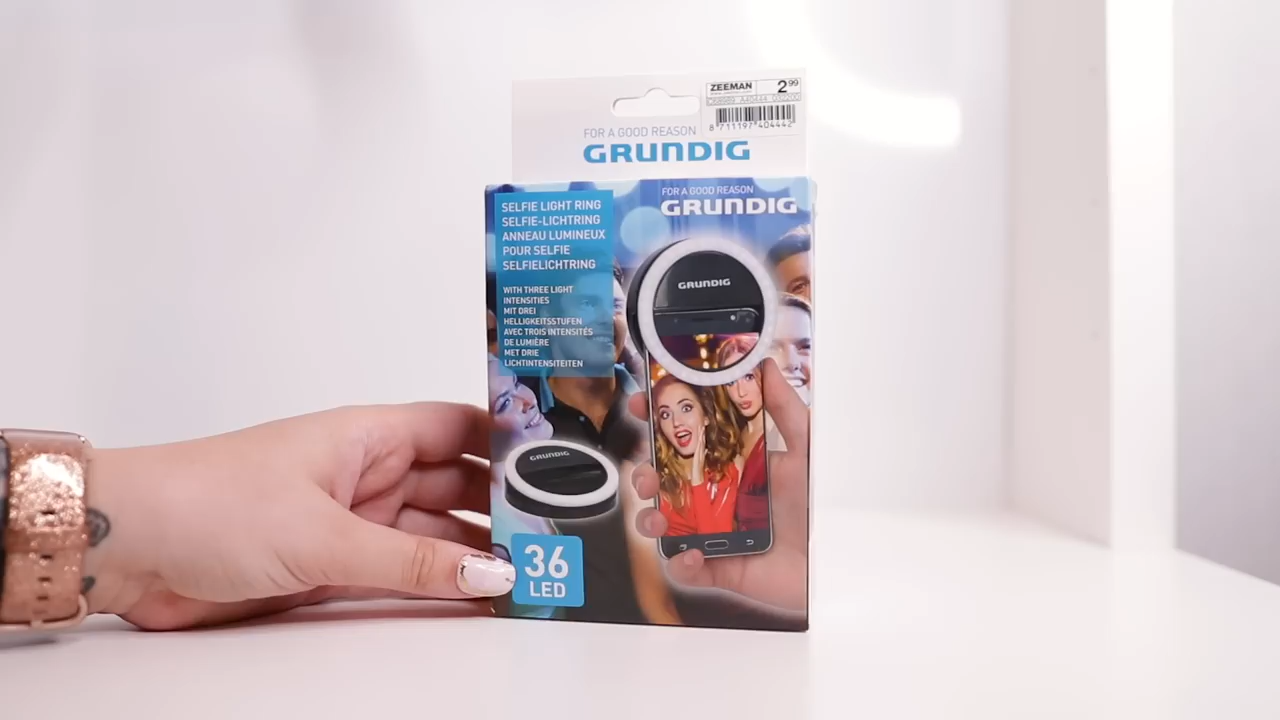 ZEEMAN 2.99
8 711197 404442
FOR A GOOD REASON
GRUNDIG
FOR A GOOD REASON
GRUNDIG
SELFIE LIGHT RING
SELFIE-LICHTRING
ANNEAU LUMINEUX
POUR SELFIE
SELFIELICHTRING
WITH THREE LIGHT
INTENSITIES
MIT DREI
HELLIGKEITSSTUFEN
AVEC TROIS INTENSITÉS
DE LUMIÈRE
MET DRIE
LICHTINTENSITEITEN
GRUNDIG
GRUNDIG
36
LED